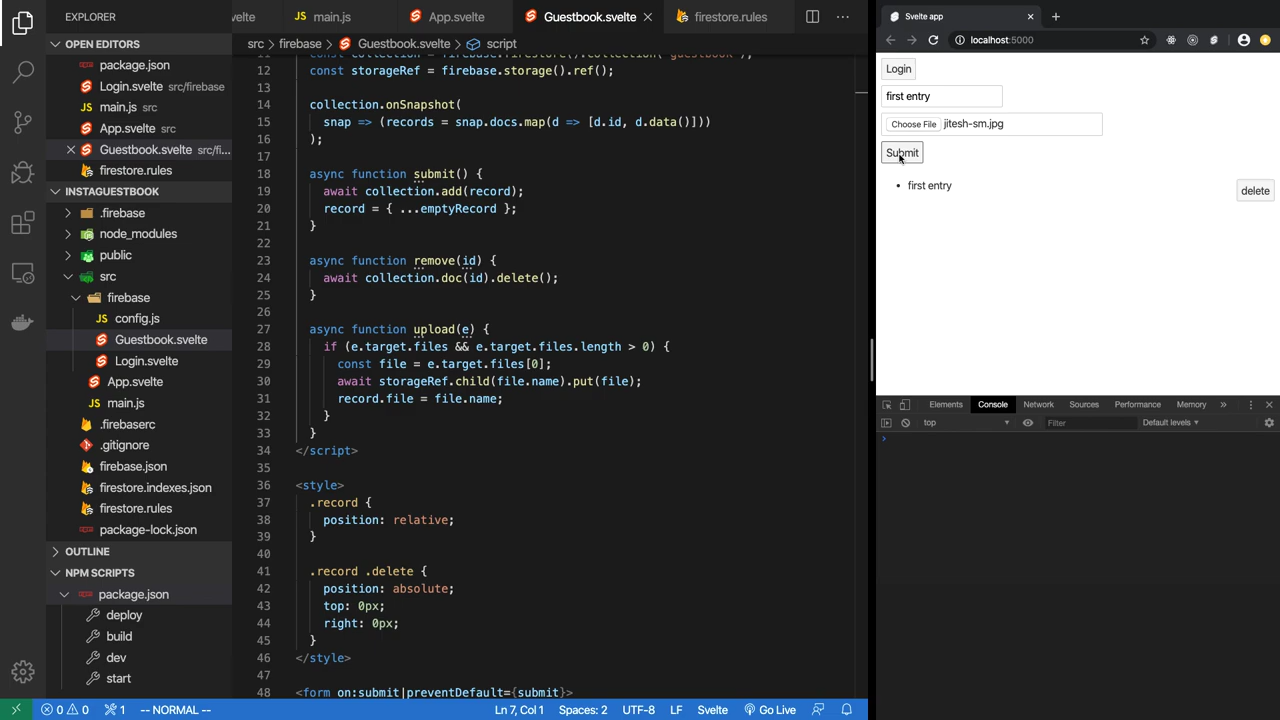 EXPLORER
OPEN EDITORS
package.json
Login.svelte src/firebase
main.js src
App.svelte src
Guestbook.svelte src/fi...
firestore.rules
INSTAGUESTBOOK
.firebase
node_modules
public
src
firebase
config.js
Guestbook.svelte
Login.svelte
App.svelte
main.js
.firebaserc
.gitignore
firebase.json
firestore.indexes.json
firestore.rules
package-lock.json
OUTLINE
NPM SCRIPTS
package.json
deploy
build
dev
start
velte
main.js
App.svelte
Guestbook.svelte
firestore.rules
src > firebase > Guestbook.svelte > script
11 const collection = firebase.firestore().collection("guestbook");
12 const storageRef = firebase.storage().ref();
13
14 collection.onSnapshot(
15 snap => (records = snap.docs.map(d => [d.id, d.data()]))
16 );
17
18 async function submit() {
19 await collection.add(record);
20 record = { ...emptyRecord };
21 }
22
23 async function remove(id) {
24 await collection.doc(id).delete();
25 }
26
27 async function upload(e) {
28 if (e.target.files && e.target.files.length > 0) {
29 const file = e.target.files[0];
30 await storageRef.child(file.name).put(file);
31 record.file = file.name;
32 }
33 }
34 </script>
35
36 <style>
37 .record {
38 position: relative;
39 }
40
41 .record .delete {
42 position: absolute;
43 top: 0px;
44 right: 0px;
45 }
46 </style>
47
48 <form on:submit|preventDefault={submit}>
0 0 1 -- NORMAL -- Ln 7, Col 1 Spaces: 2 UTF-8 LF Svelte Go Live
Svelte app
localhost:5000
Login
first entry
Choose File jitesh-sm.jpg
Submit
• first entry
delete
Elements Console Network Sources Performance Memory »
top Filter Default levels